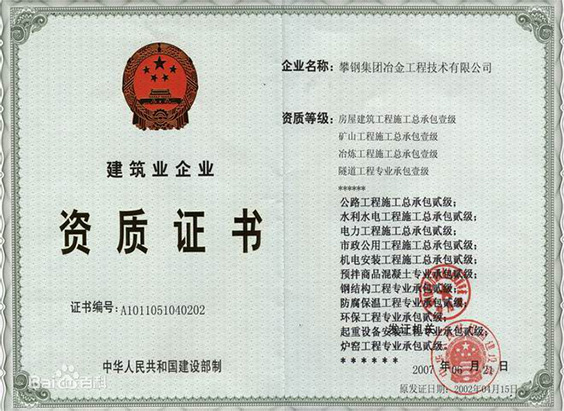 建筑业企业
资质证书
证书编号:A1011051040202
中华人民共和国建设部制
企业名称:攀钢集团冶金工程技术有限公司
资质等级:房屋建筑工程施工总承包壹级
矿山工程施工总承包壹级
冶炼工程施工总承包壹级
隧道工程专业承包壹级
******
公路工程施工总承包贰级;
水利水电工程施工总承包贰级;
电力工程施工总承包贰级;
市政公用工程施工总承包贰级;
机电安装工程施工总承包贰级;
预拌商品混凝土专业承包贰级;
钢结构工程专业承包贰级;
防腐保温工程专业承包贰级;
环保工程专业承包贰级;
起重设备安装工程专业承包贰级;
发证机关:
炉窑工程专业承包贰级;
******
2007 年 06 月 21 日
原发证日期:2002年04月15日
Bai百科